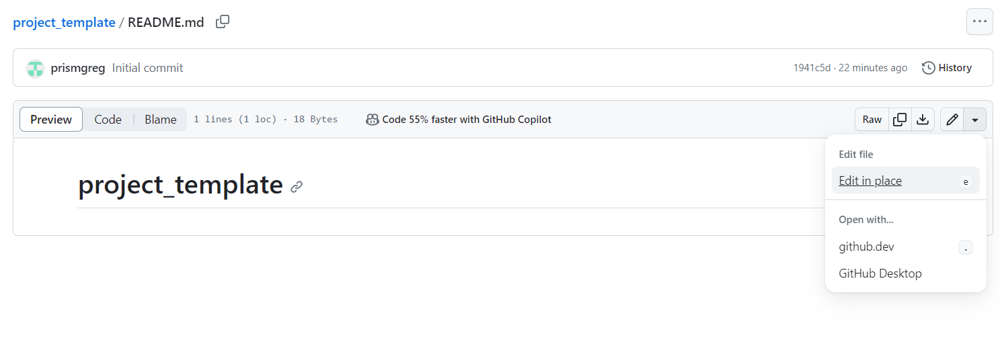 project_template / README.md
...
prismgreg Initial commit 1941c5d · 22 minutes ago History
Preview Code Blame 1 lines (1 loc) · 18 Bytes Code 55% faster with GitHub Copilot Raw
Edit file
Edit in place e
project_template
Open with...
github.dev .
GitHub Desktop